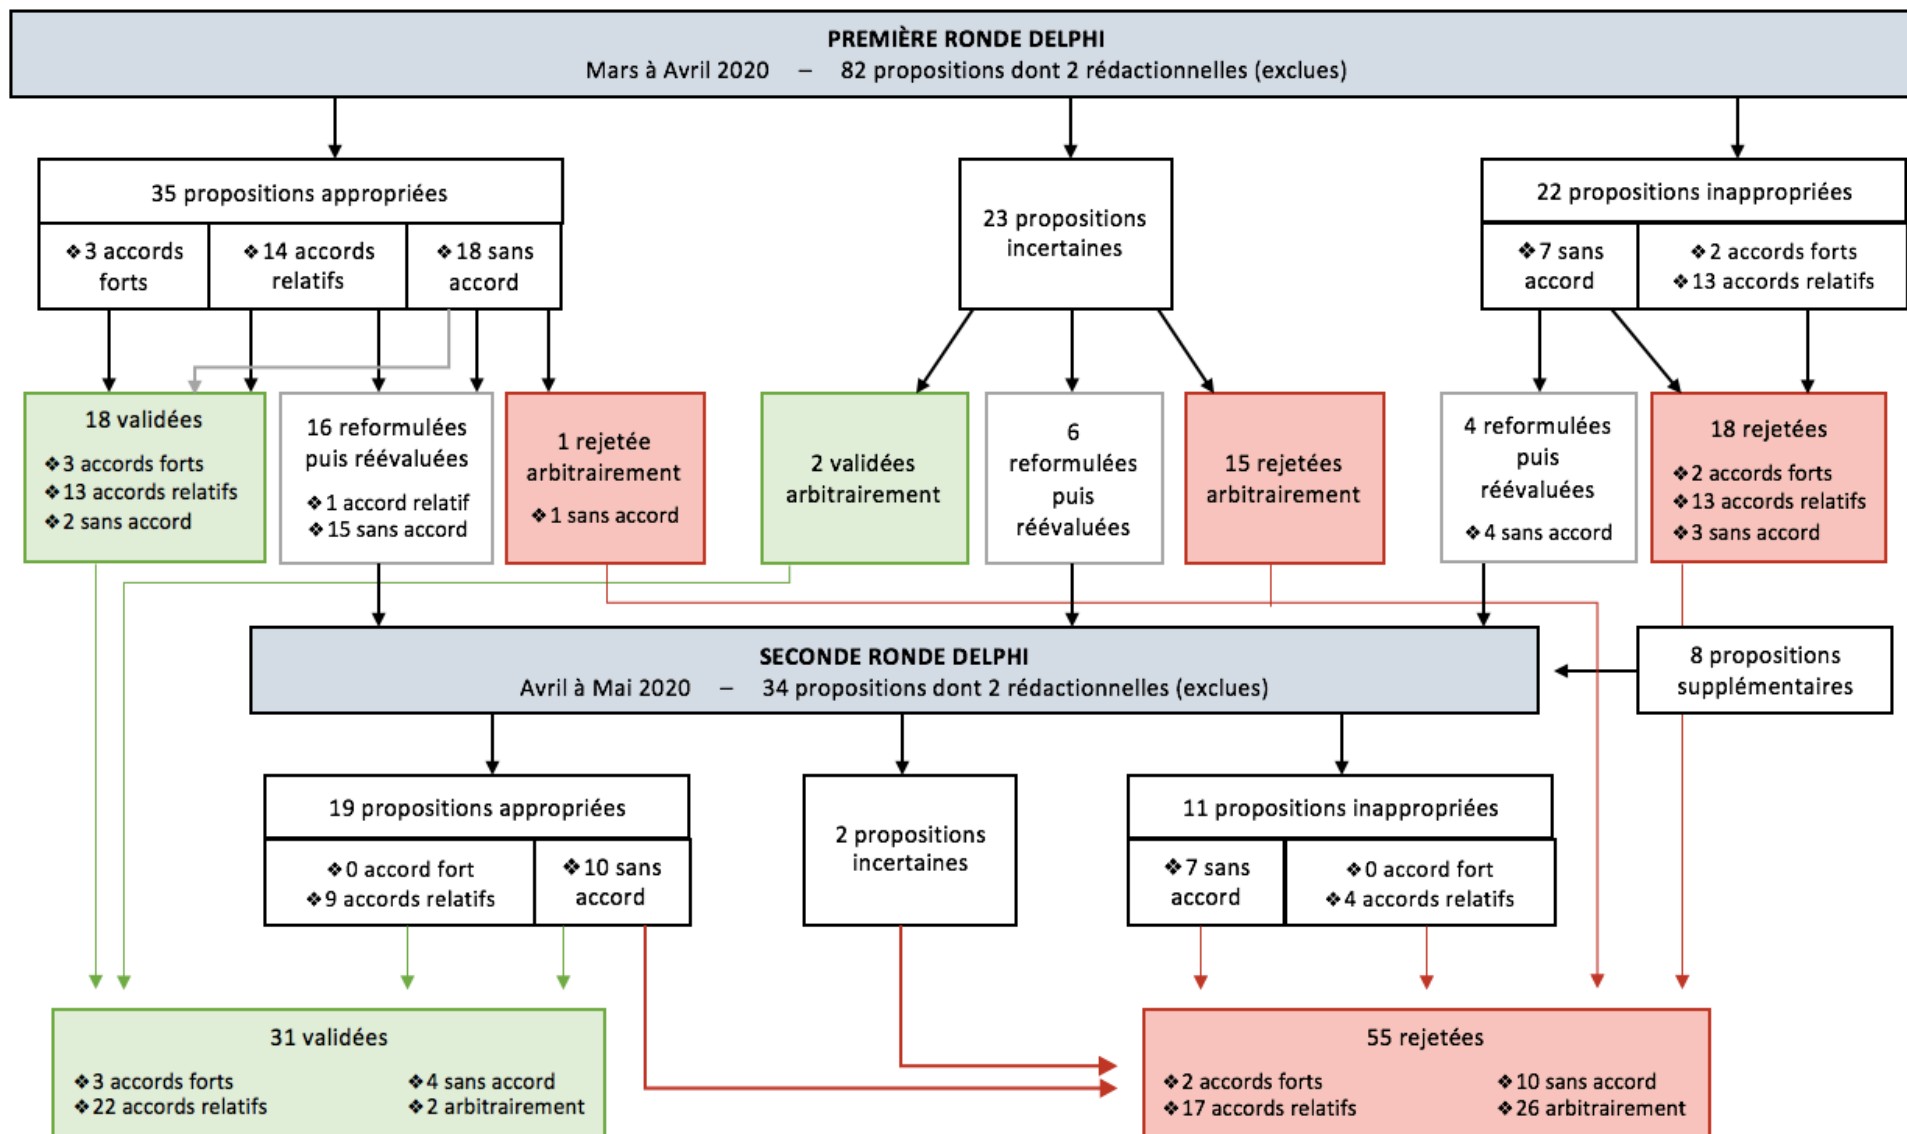 PREMIÈRE RONDE DELPHI
Mars à Avril 2020 – 82 propositions dont 2 rédactionnelles (exclues)
35 propositions appropriées
❖3 accords
forts
❖14 accords
relatifs
❖18 sans
accord
23 propositions
incertaines
22 propositions inappropriées
❖7 sans
accord
❖2 accords forts
❖13 accords relatifs
18 validées
❖3 accords forts
❖13 accords relatifs
❖2 sans accord
16 reformulées
puis réévaluées
❖1 accord relatif
❖15 sans accord
1 rejetée
arbitrairement
❖1 sans accord
2 validées
arbitrairement
6
reformulées
puis
réévaluées
15 rejetées
arbitrairement
4 reformulées
puis
réévaluées
❖4 sans accord
18 rejetées
❖2 accords forts
❖13 accords relatifs
❖3 sans accord
SECONDE RONDE DELPHI
Avril à Mai 2020 – 34 propositions dont 2 rédactionnelles (exclues)
8 propositions
supplémentaires
19 propositions appropriées
❖0 accord fort
❖9 accords relatifs
❖10 sans
accord
2 propositions
incertaines
11 propositions inappropriées
❖7 sans
accord
❖0 accord fort
❖4 accords relatifs
31 validées
❖3 accords forts
❖22 accords relatifs
❖4 sans accord
❖2 arbitrairement
55 rejetées
❖2 accords forts
❖17 accords relatifs
❖10 sans accord
❖26 arbitrairement